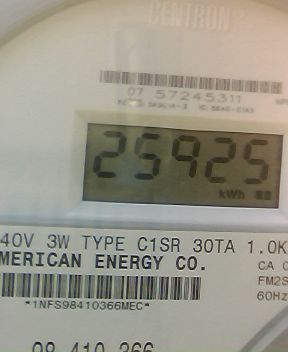 CENTRON
07 57245311
25925
kWh
40V 3W TYPE C1SR 30TA 1.0K
MERICAN ENERGY CO.
CA
FM2S
60Hz
*1NFS98410366MEC*
98 410 366